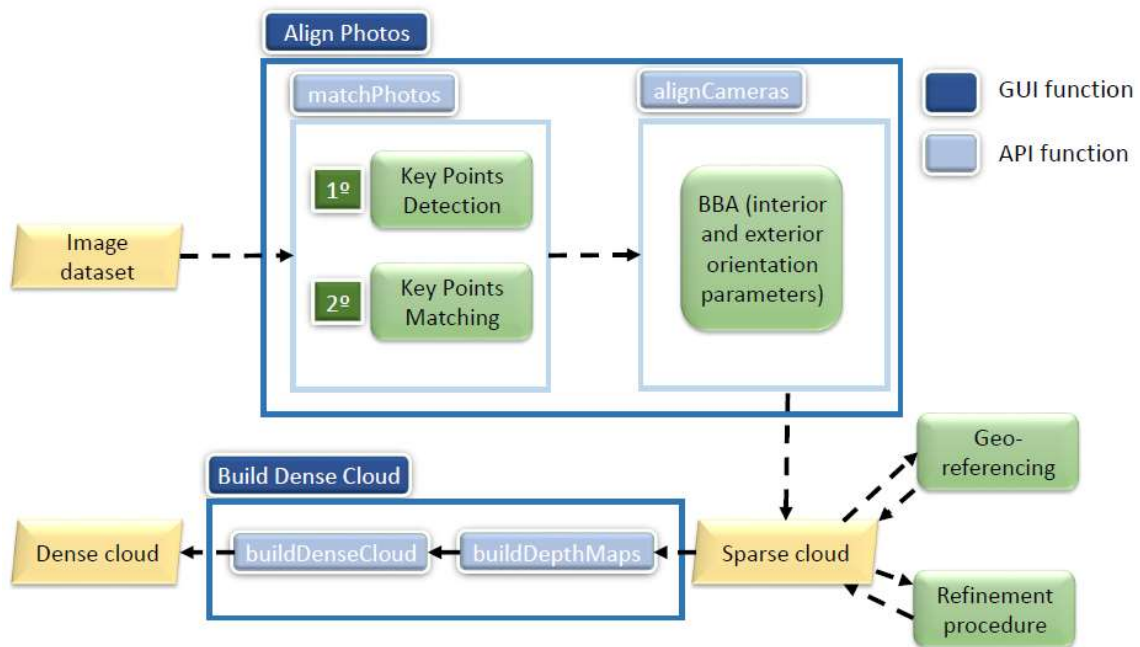 Align Photos
matchPhotos
alignCameras
GUI function
API function
1º
Key Points
Detection
2º
Key Points
Matching
BBA (interior
and exterior
orientation
parameters)
Image
dataset
Geo-
referencing
Build Dense Cloud
Dense cloud
buildDenseCloud
buildDepthMaps
Sparse cloud
Refinement
procedure